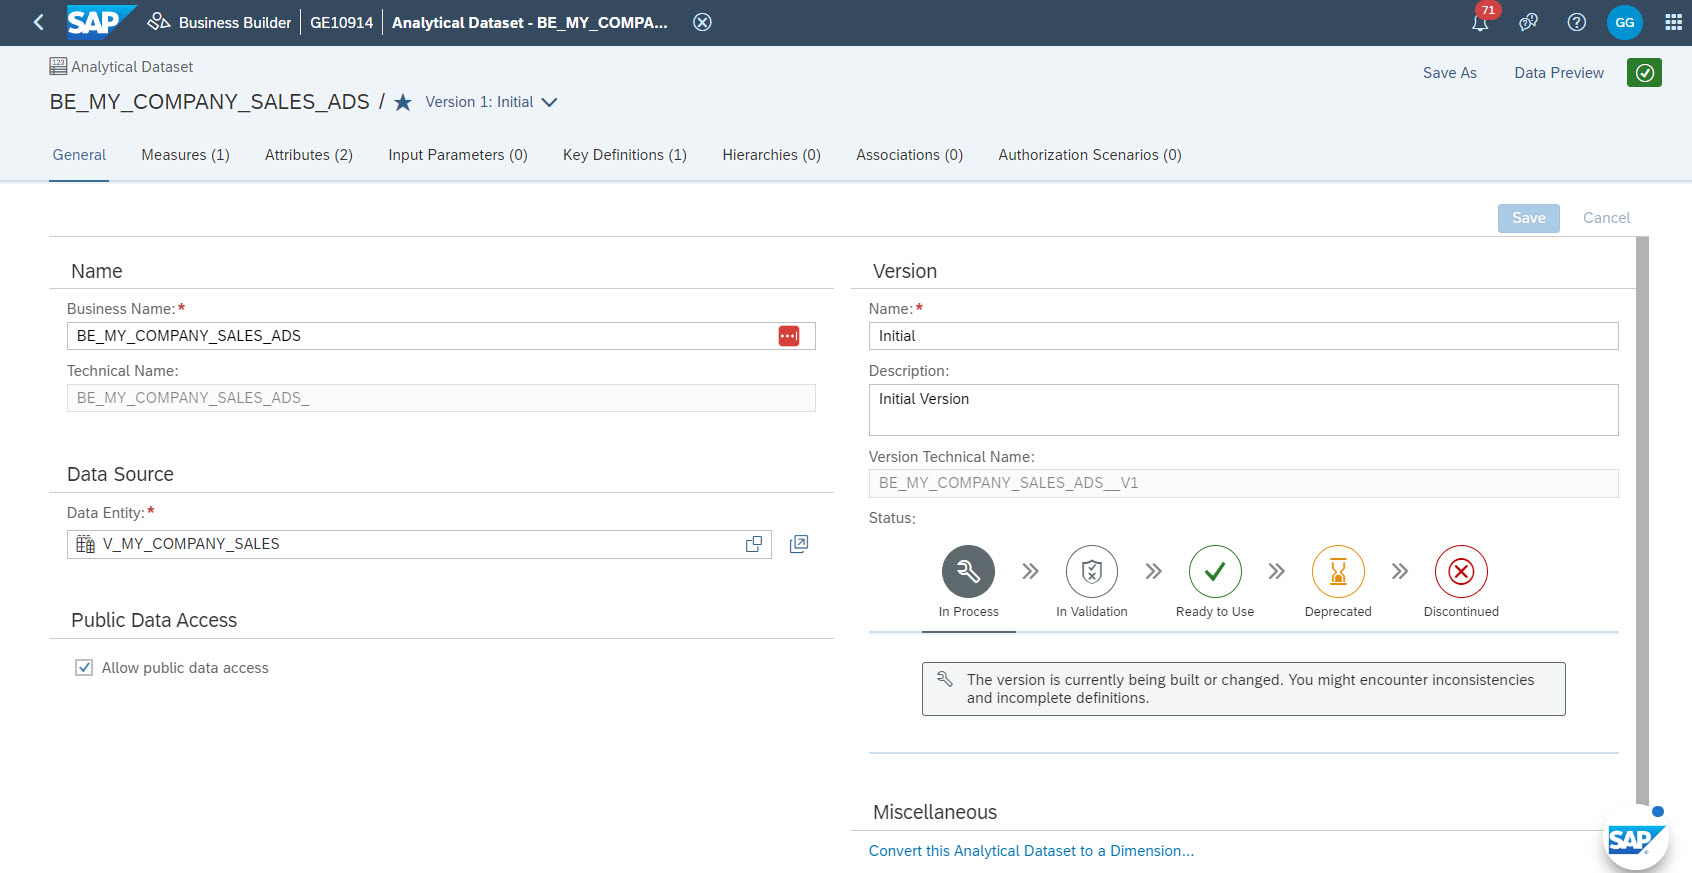 SAP Business Builder GE10914 Analytical Dataset - BE_MY_COMPA... 71 GG
123 Analytical Dataset
Save As Data Preview
BE_MY_COMPANY_SALES_ADS / Version 1: Initial
General Measures (1) Attributes (2) Input Parameters (0) Key Definitions (1) Hierarchies (0) Associations (0) Authorization Scenarios (0)
Save Cancel
Name
Business Name:*
BE_MY_COMPANY_SALES_ADS
Technical Name:
BE_MY_COMPANY_SALES_ADS_
Data Source
Data Entity:*
V_MY_COMPANY_SALES
Public Data Access
Allow public data access
Version
Name:*
Initial
Description:
Initial Version
Version Technical Name:
BE_MY_COMPANY_SALES_ADS__V1
Status:
In Process In Validation Ready to Use Deprecated Discontinued
The version is currently being built or changed. You might encounter inconsistencies
and incomplete definitions.
Miscellaneous
Convert this Analytical Dataset to a Dimension...
SAP